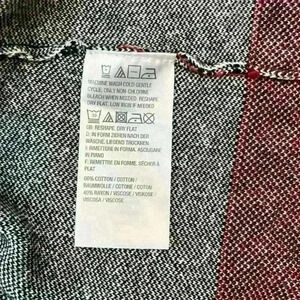 MACHINE WASH COLD GENTLE
CYCLE, ONLY NON-CHLORINE
BLEACH WHEN NEEDED. RESHAPE
DRY FLAT, LOW IRON IF NEEDED
GB: RESHAPE, DRY FLAT
D: IN FORM ZIEHEN NACH DER
WÄSCHE, LIEGEND TROCKNEN
I: RIMETTERE IN FORMA, ASCIUGARE
IN PIANO
F: REMETTRE EN FORME, SÉCHER À
PLAT
60% COTTON / COTTON /
BAUMWOLLE / COTONE / COTON
40% RAYON / VISCOSE / VISKOSE /
VISCOSA / VISCOSE